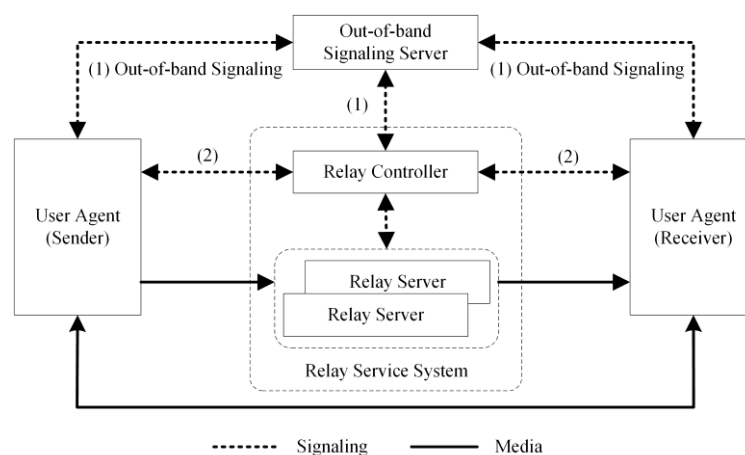 Out-of-band
Signaling Server
(1) Out-of-band Signaling
(1) Out-of-band Signaling
(1)
(2)
Relay Controller
(2)
User Agent
(Sender)
User Agent
(Receiver)
Relay Server
Relay Server
Relay Service System
Signaling
Media